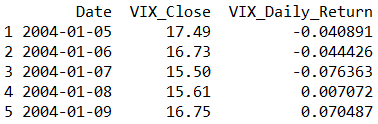 Date VIX_Close VIX_Daily_Return
1 2004-01-05 17.49 -0.040891
2 2004-01-06 16.73 -0.044426
3 2004-01-07 15.50 -0.076363
4 2004-01-08 15.61 0.007072
5 2004-01-09 16.75 0.070487